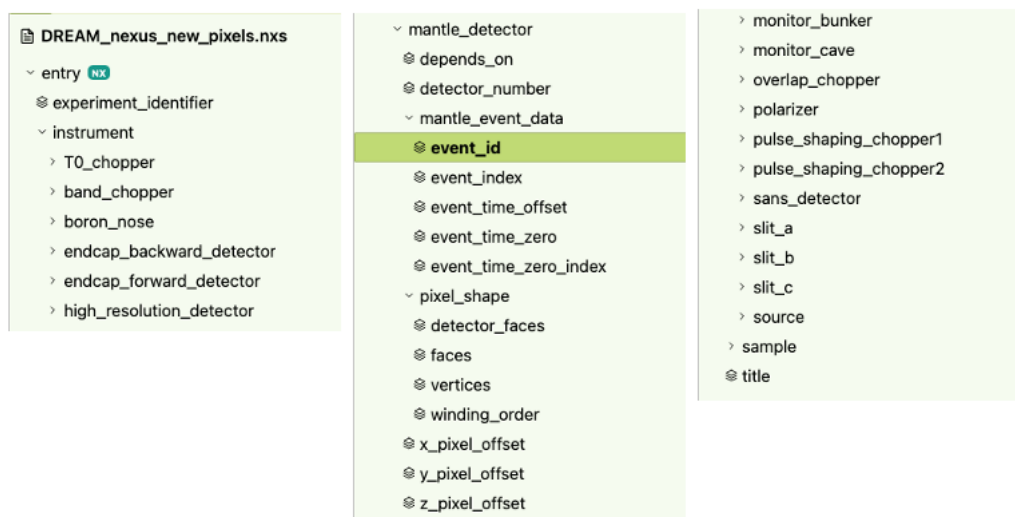 DREAM_nexus_new_pixels.nxs
entry NX
experiment_identifier
instrument
T0_chopper
band_chopper
boron_nose
endcap_backward_detector
endcap_forward_detector
high_resolution_detector
mantle_detector
depends_on
detector_number
mantle_event_data
event_id
event_index
event_time_offset
event_time_zero
event_time_zero_index
pixel_shape
detector_faces
faces
vertices
winding_order
x_pixel_offset
y_pixel_offset
z_pixel_offset
monitor_bunker
monitor_cave
overlap_chopper
polarizer
pulse_shaping_chopper1
pulse_shaping_chopper2
sans_detector
slit_a
slit_b
slit_c
source
sample
title